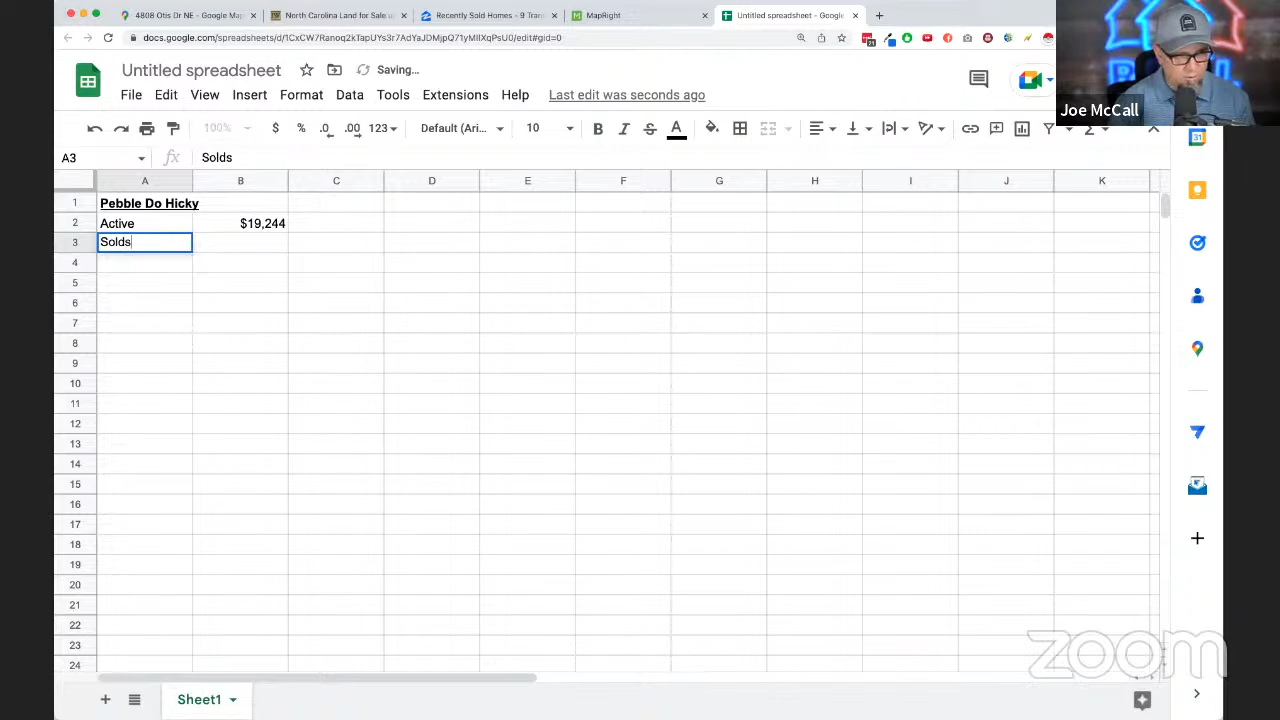 4808 Otis Dr NE - Google Map
North Carolina Land for Sale u
Recently Sold Homes - 9 Tran
MapRight
Untitled spreadsheet - Google
docs.google.com/spreadsheets/d/1CxCW7Ranoq2xTapUYs3r7AdYaJDMjpQ71yMlRXeYsJ0/edit#gid=0
Untitled spreadsheet
Saving...
File Edit View Insert Format Data Tools Extensions Help Last edit was seconds ago
Joe McCall
100% $ % .0 .00 123 Default (Ari... 10 B I S A
A3 fx Solds
A B C D E F G H I J K
1 Pebble Do Hicky
2 Active $19,244
3 Solds
4
5
6
7
8
9
10
11
12
13
14
15
16
17
18
19
20
21
22
23
24
31
zoom
Sheet1